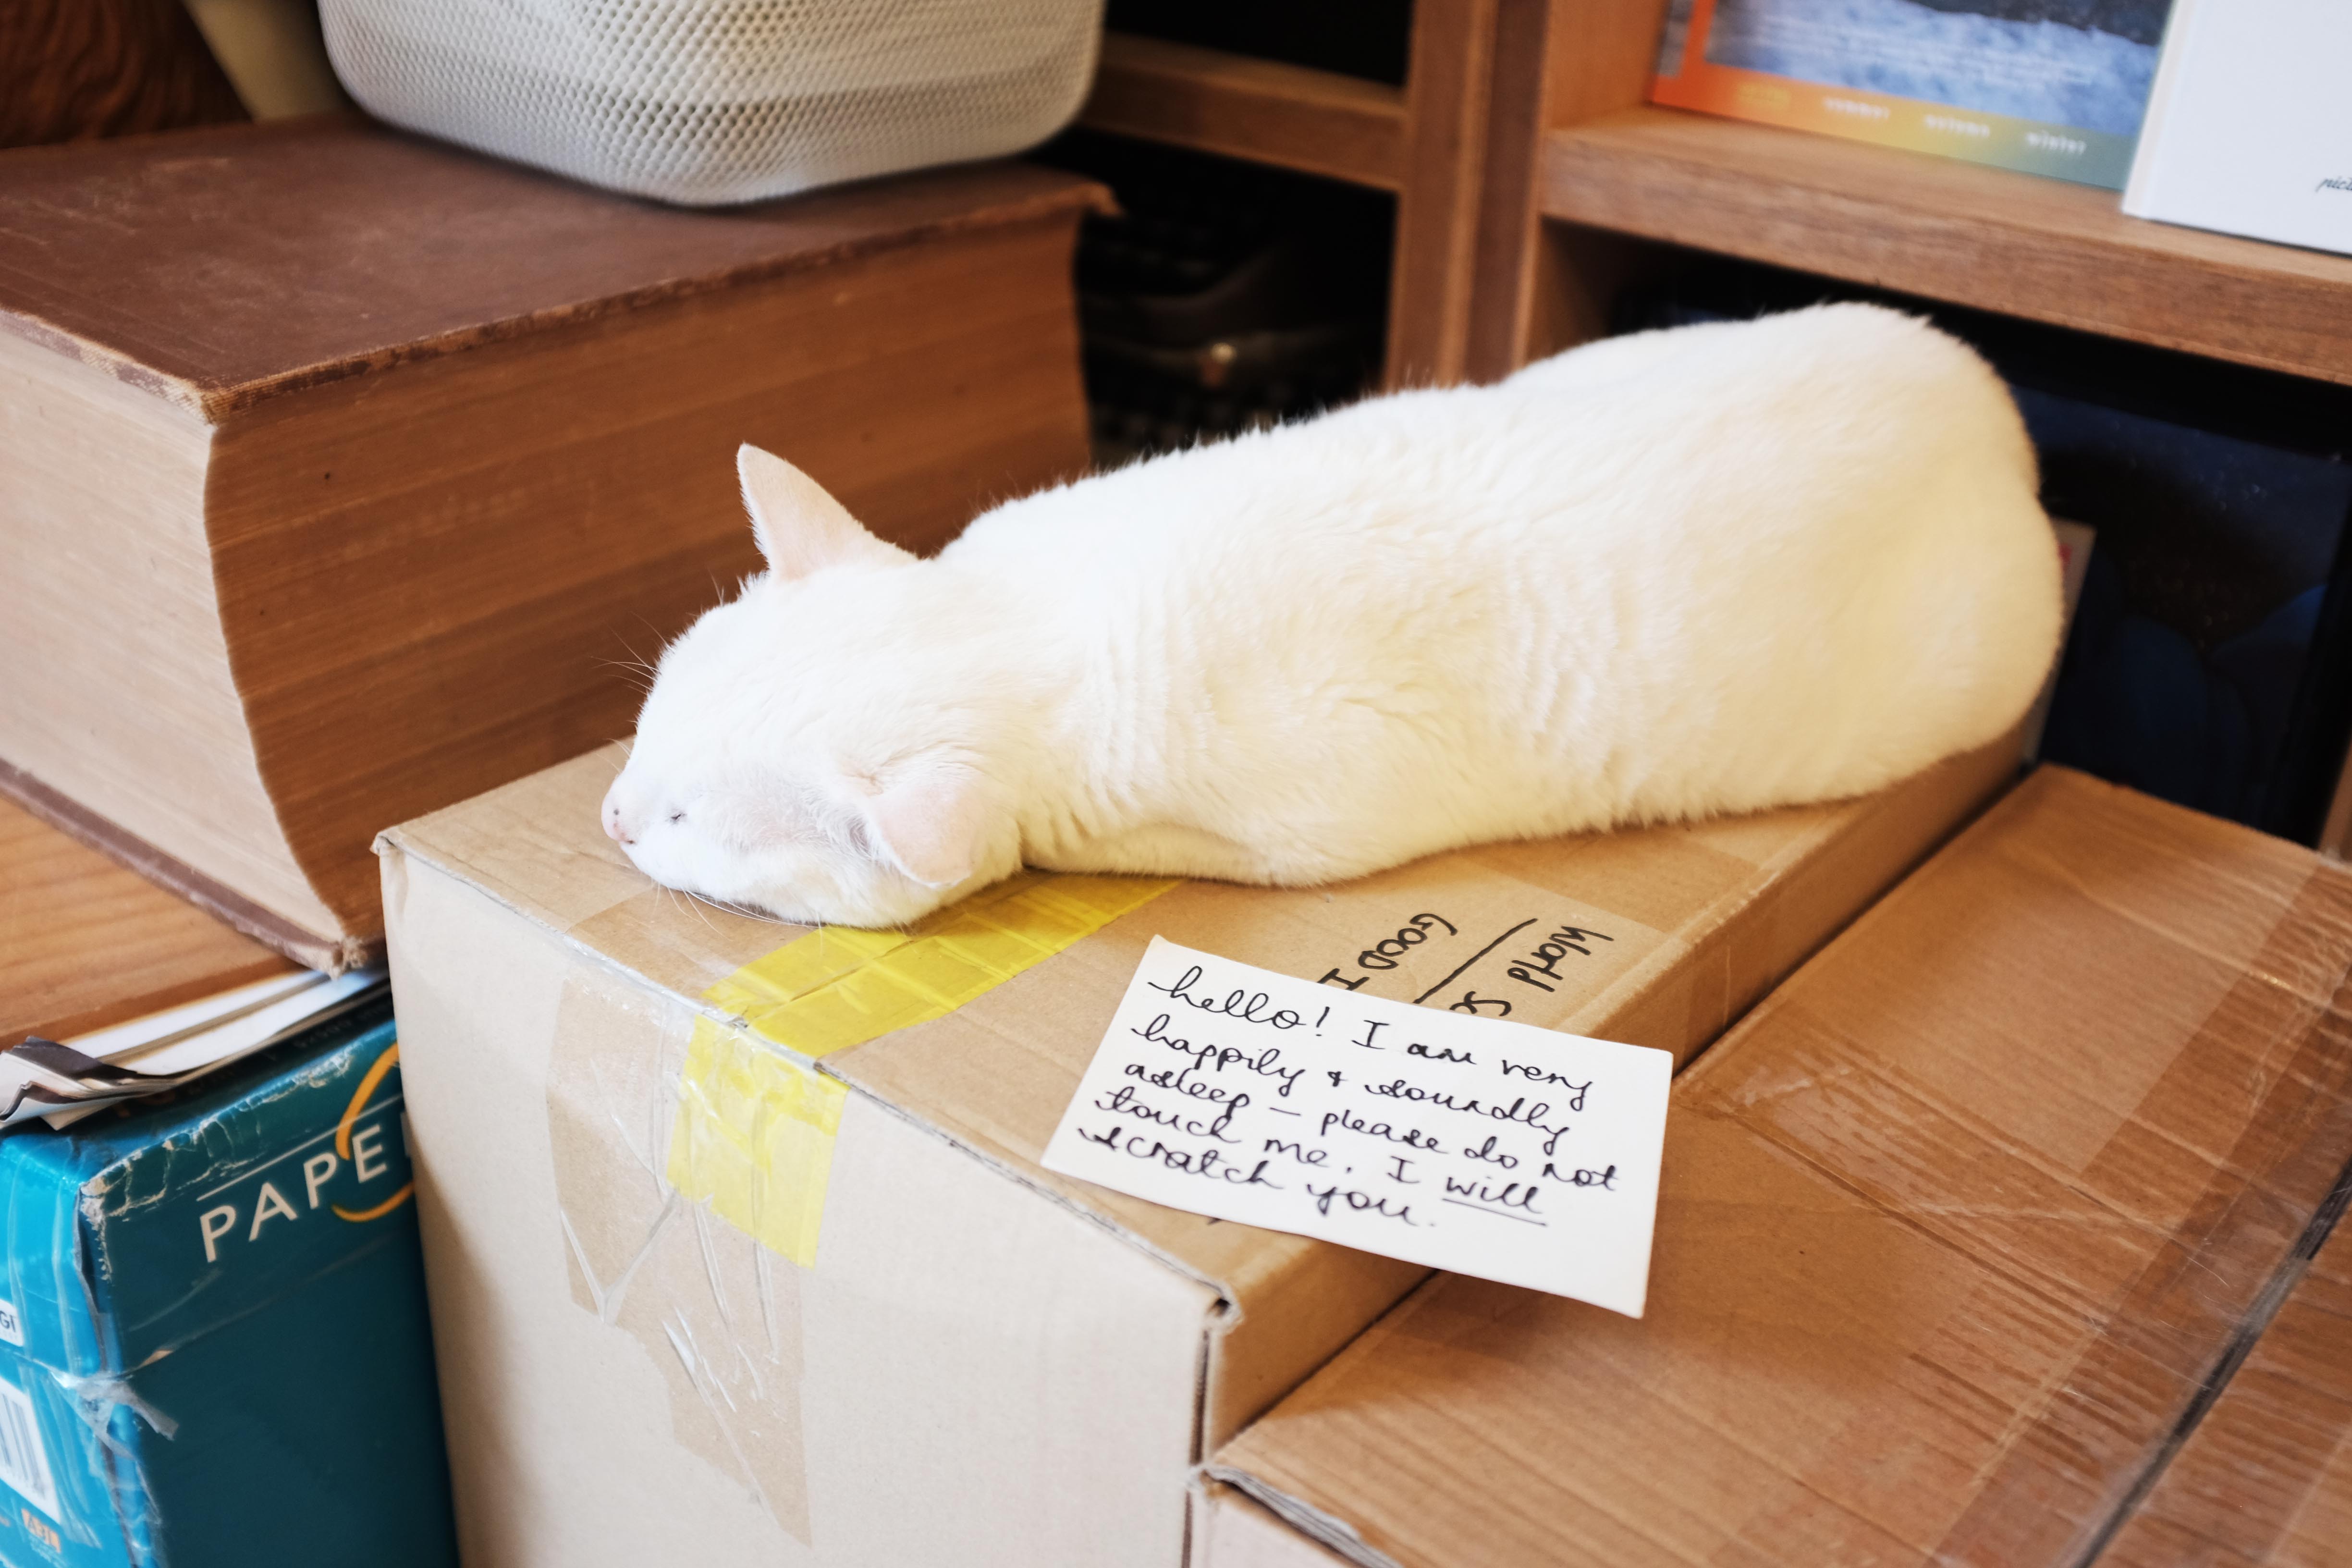 summer autumn winter
hello! I am very
happily & soundly
asleep – please do not
touch me. I will
scratch you.
GOOD I
World Sc
PAPE